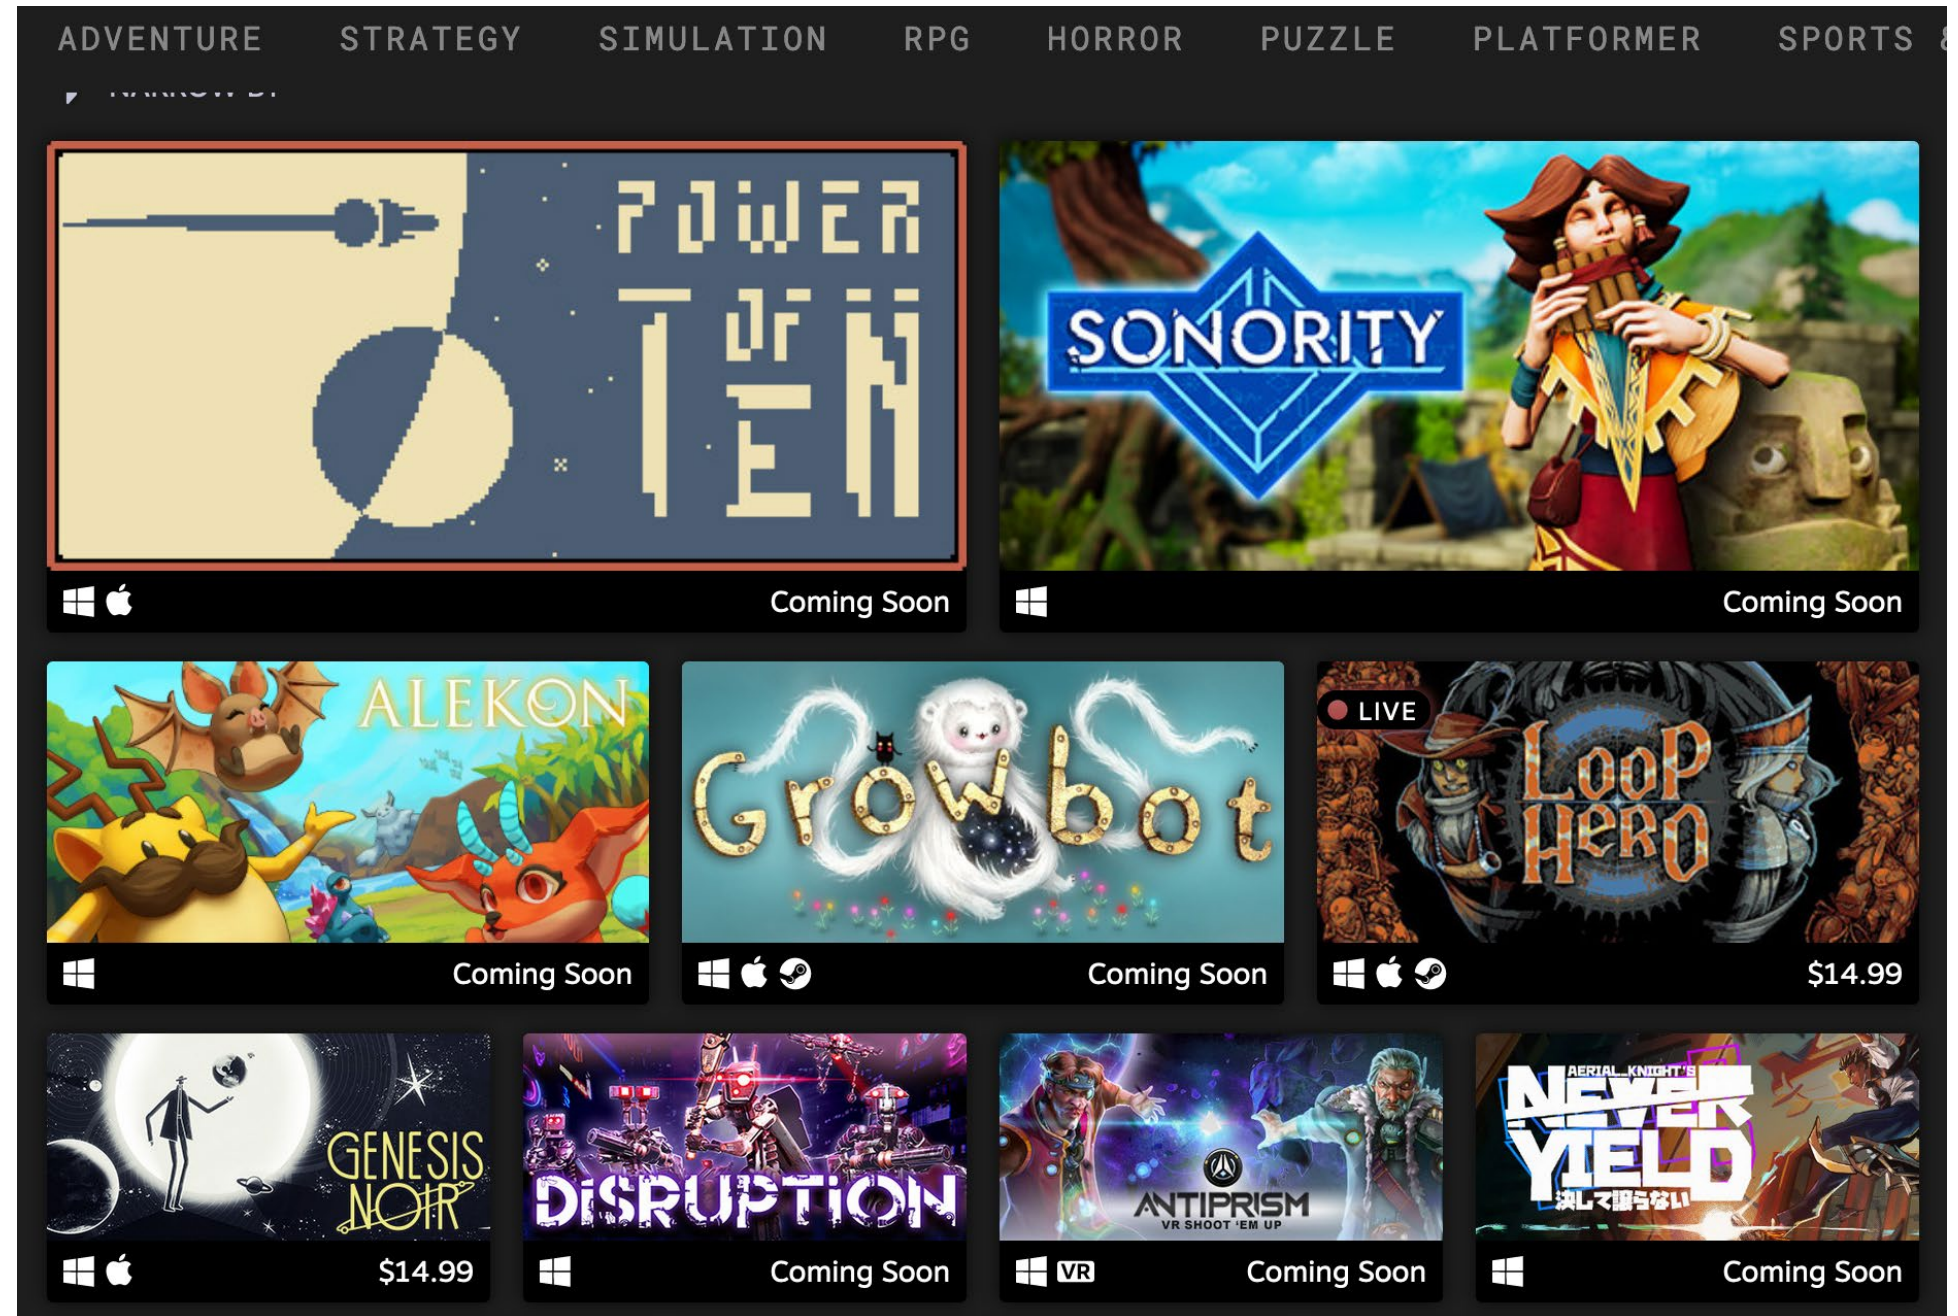 ADVENTURE STRATEGY SIMULATION RPG HORROR PUZZLE PLATFORMER SPORTS &
NARROW BY
POWER
OF
TEN
SONORITY
Coming Soon
Coming Soon
ALEKON
Growbot
LIVE
LOOP
HERO
Coming Soon
Coming Soon
$14.99
GENESIS
NOIR
DiSRUPTiON
ANTIPRISM
VR SHOOT 'EM UP
AERIAL_KNIGHT'S
NEVER
YIELD
決して譲らない
$14.99
Coming Soon
VR
Coming Soon
Coming Soon